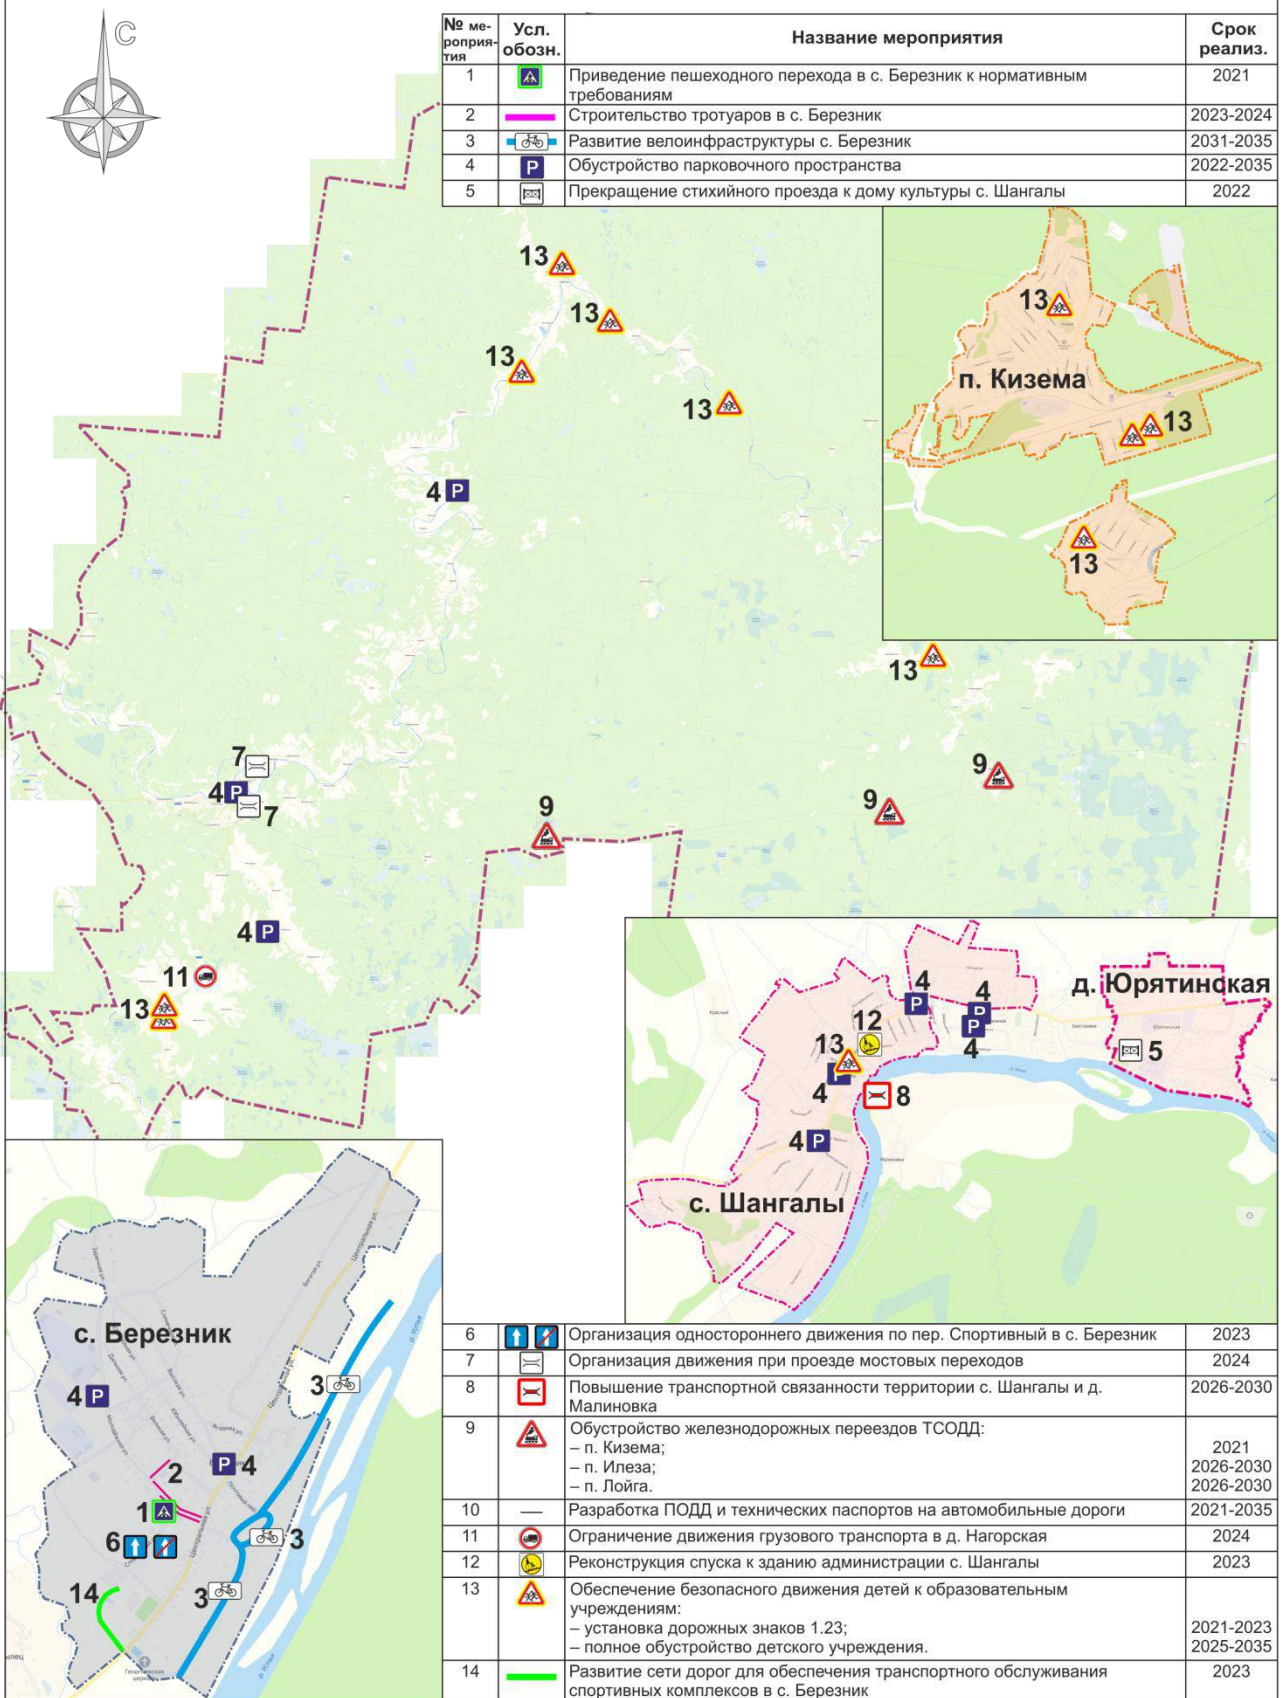 С
№ ме-
роприя-
тия
Усл.
обозн.
Название мероприятия
Срок
реализ.
1
Приведение пешеходного перехода в с. Березник к нормативным
требованиям
2021
2
Строительство тротуаров в с. Березник
2023-2024
3
Развитие велоинфраструктуры с. Березник
2031-2035
4
P
Обустройство парковочного пространства
2022-2035
5
Прекращение стихийного проезда к дому культуры с. Шангалы
2022
13
13
13
13
4 P
13
п. Кизема
13
13
13
7
4 P
7
9
9
9
4 P
11
13
4
4
д. Юрятинская
12
P
P
P
4
13
5
P
4
8
4 P
с. Шангалы
Малиновка
с. Березник
Центральная ул.
Центральная ул.
Центральная ул.
р. Устья
3
4 P
P 4
2
1
6
3
3
14
6
Организация одностороннего движения по пер. Спортивный в с. Березник
2023
7
Организация движения при проезде мостовых переходов
2024
8
Повышение транспортной связанности территории с. Шангалы и д.
Малиновка
2026-2030
9
Обустройство железнодорожных переездов ТСОДД:
– п. Кизема;
2021
– п. Илеза;
2026-2030
– п. Лойга.
2026-2030
10
—
Разработка ПОДД и технических паспортов на автомобильные дороги
2021-2035
11
Ограничение движения грузового транспорта в д. Нагорская
2024
12
Реконструкция спуска к зданию администрации с. Шангалы
2023
13
Обеспечение безопасного движения детей к образовательным
учреждениям:
– установка дорожных знаков 1.23;
2021-2023
– полное обустройство детского учреждения.
2025-2035
14
Развитие сети дорог для обеспечения транспортного обслуживания
спортивных комплексов в с. Березник
2023